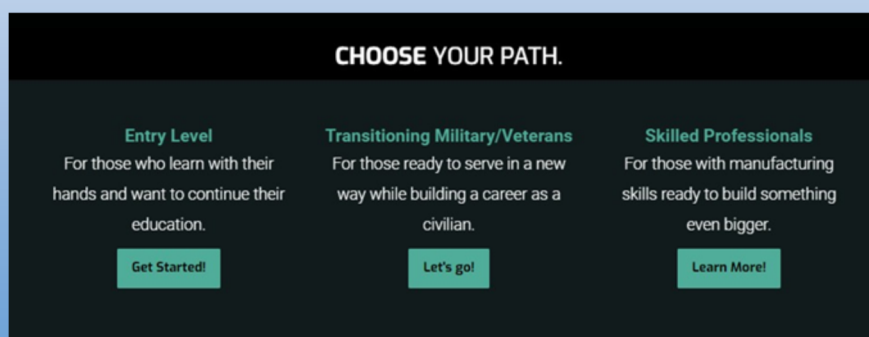 CHOOSE YOUR PATH.
Entry Level
For those who learn with their
hands and want to continue their
education.
Get Started!
Transitioning Military/Veterans
For those ready to serve in a new
way while building a career as a
civilian.
Let's go!
Skilled Professionals
For those with manufacturing
skills ready to build something
even bigger.
Learn More!